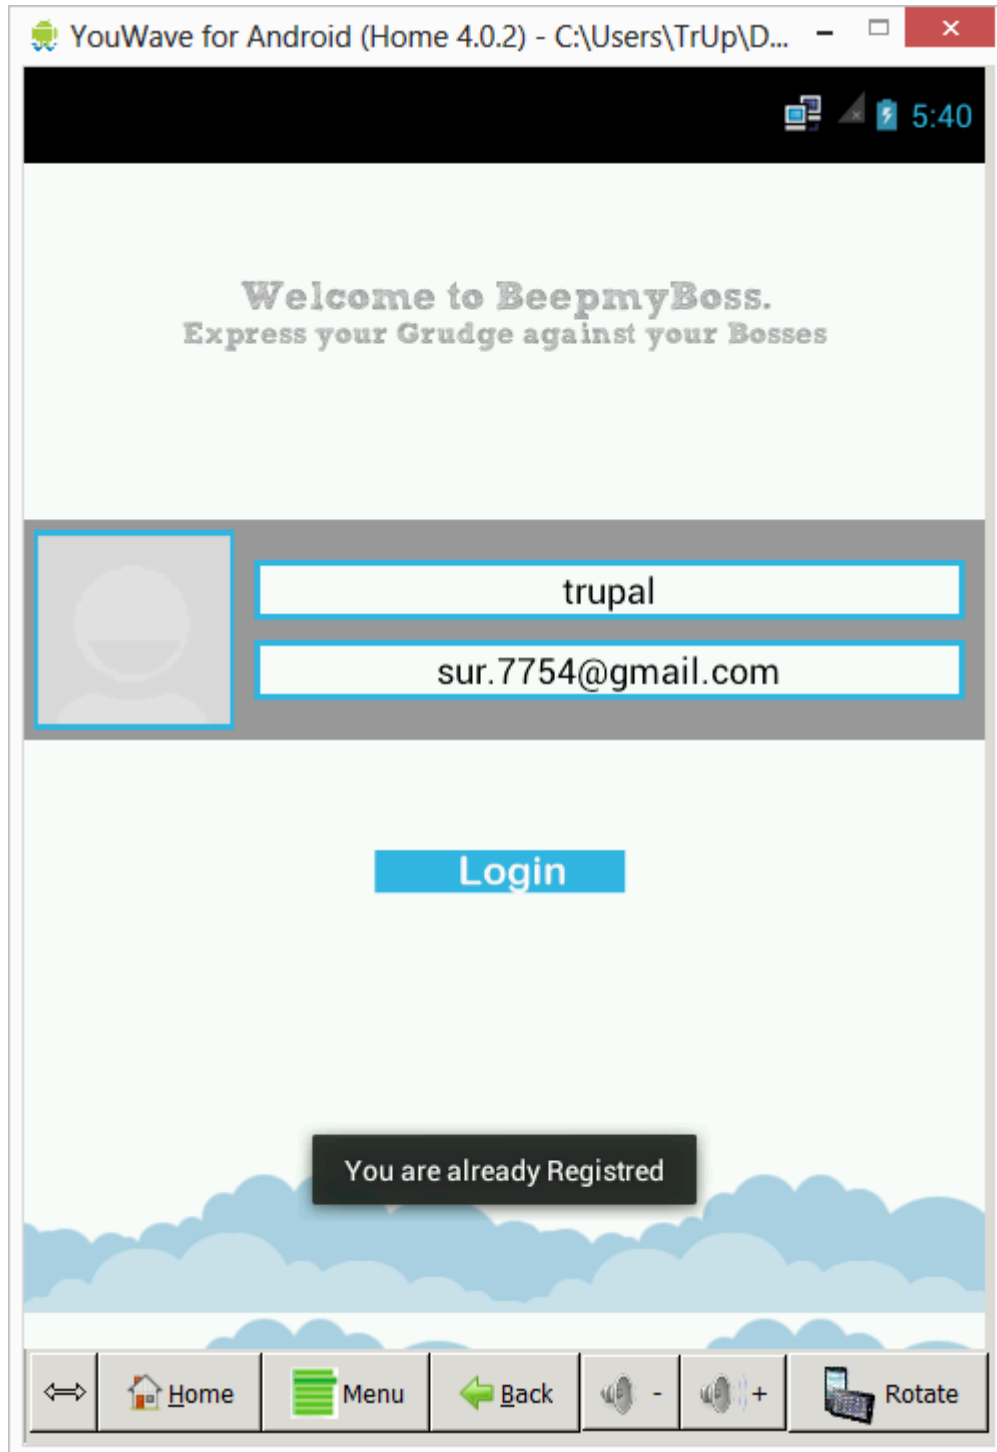 YouWave for Android (Home 4.0.2) - C:\Users\TrUp\D...
5:40
Welcome to BeepmyBoss.
Express your Grudge against your Bosses
trupal
sur.7754@gmail.com
Login
You are already Registred
Home Menu Back - + Rotate